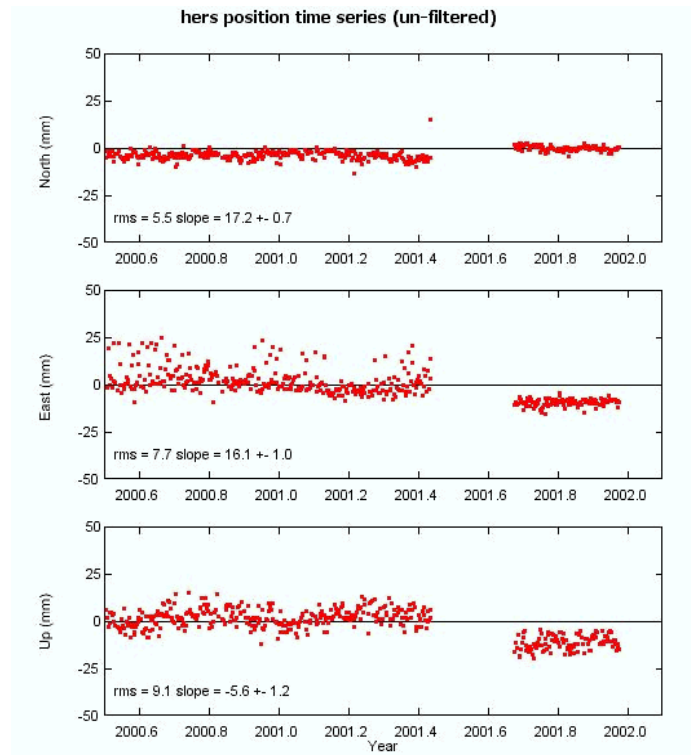 hers position time series (un-filtered)
50
25
0
-25
-50
North (mm)
rms = 5.5 slope = 17.2 +- 0.7
2000.6 2000.8 2001.0 2001.2 2001.4 2001.6 2001.8 2002.0
50
25
0
-25
-50
East (mm)
rms = 7.7 slope = 16.1 +- 1.0
2000.6 2000.8 2001.0 2001.2 2001.4 2001.6 2001.8 2002.0
50
25
0
-25
-50
Up (mm)
rms = 9.1 slope = -5.6 +- 1.2
2000.6 2000.8 2001.0 2001.2 2001.4 2001.6 2001.8 2002.0
Year